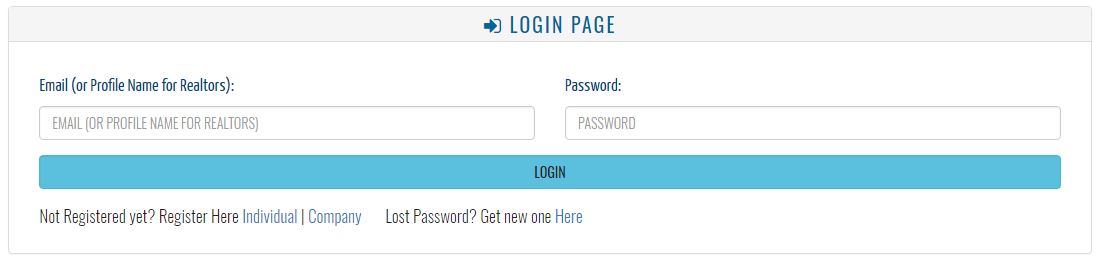 LOGIN PAGE
Email (or Profile Name for Realtors):
Password:
EMAIL (OR PROFILE NAME FOR REALTORS)
PASSWORD
LOGIN
Not Registered yet? Register Here Individual | Company Lost Password? Get new one Here